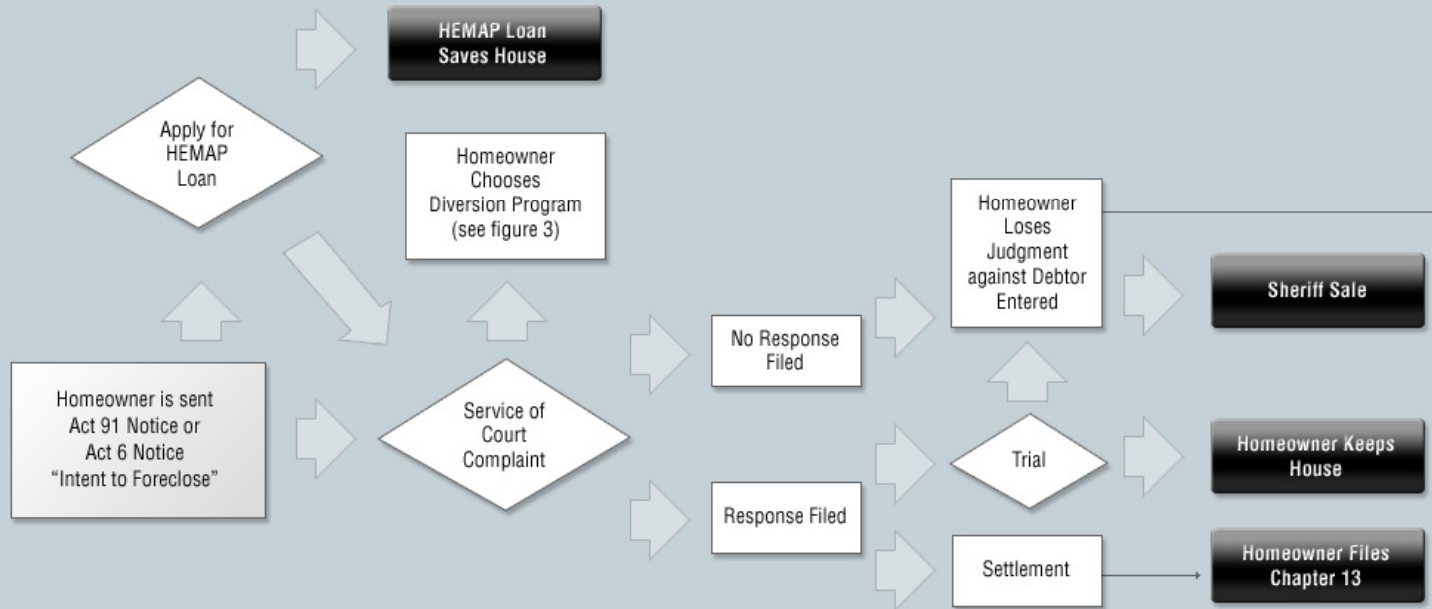 HEMAP Loan
Saves House
Apply for
HEMAP
Loan
Homeowner
Chooses
Diversion Program
(see figure 3)
Homeowner
Loses
Judgment
against Debtor
Entered
Sheriff Sale
No Response
Filed
Homeowner is sent
Act 91 Notice or
Act 6 Notice
“Intent to Foreclose”
Service of
Court
Complaint
Trial
Homeowner Keeps
House
Response Filed
Settlement
Homeowner Files
Chapter 13